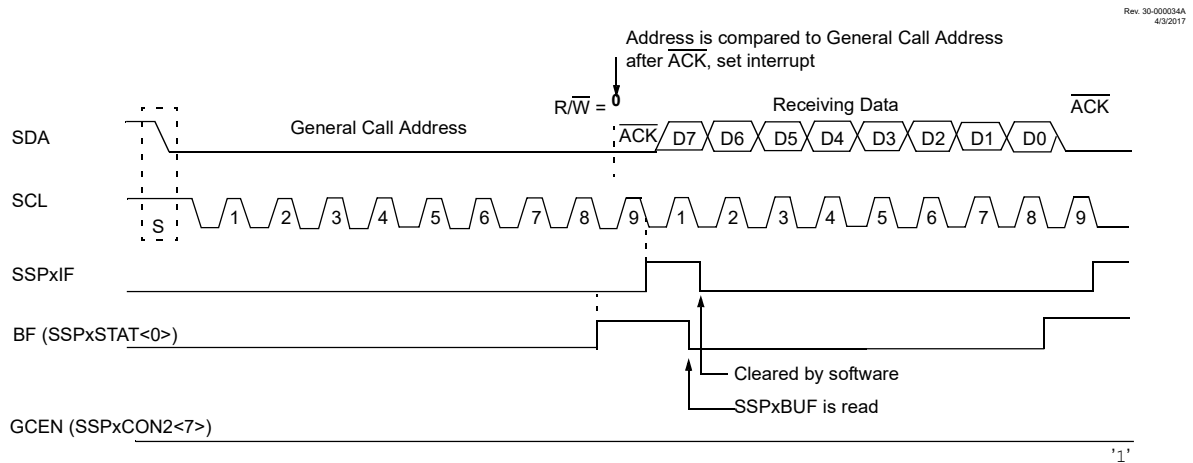 Rev. 30-000034A
4/3/2017
Address is compared to General Call Address
after ACK, set interrupt
R/W = 0
Receiving Data
ACK
SDA
General Call Address
ACK D7 D6 D5 D4 D3 D2 D1 D0
SCL
S
1 2 3 4 5 6 7 8 9 1 2 3 4 5 6 7 8 9
SSPxIF
BF (SSPxSTAT<0>)
Cleared by software
SSPxBUF is read
GCEN (SSPxCON2<7>)
'1'